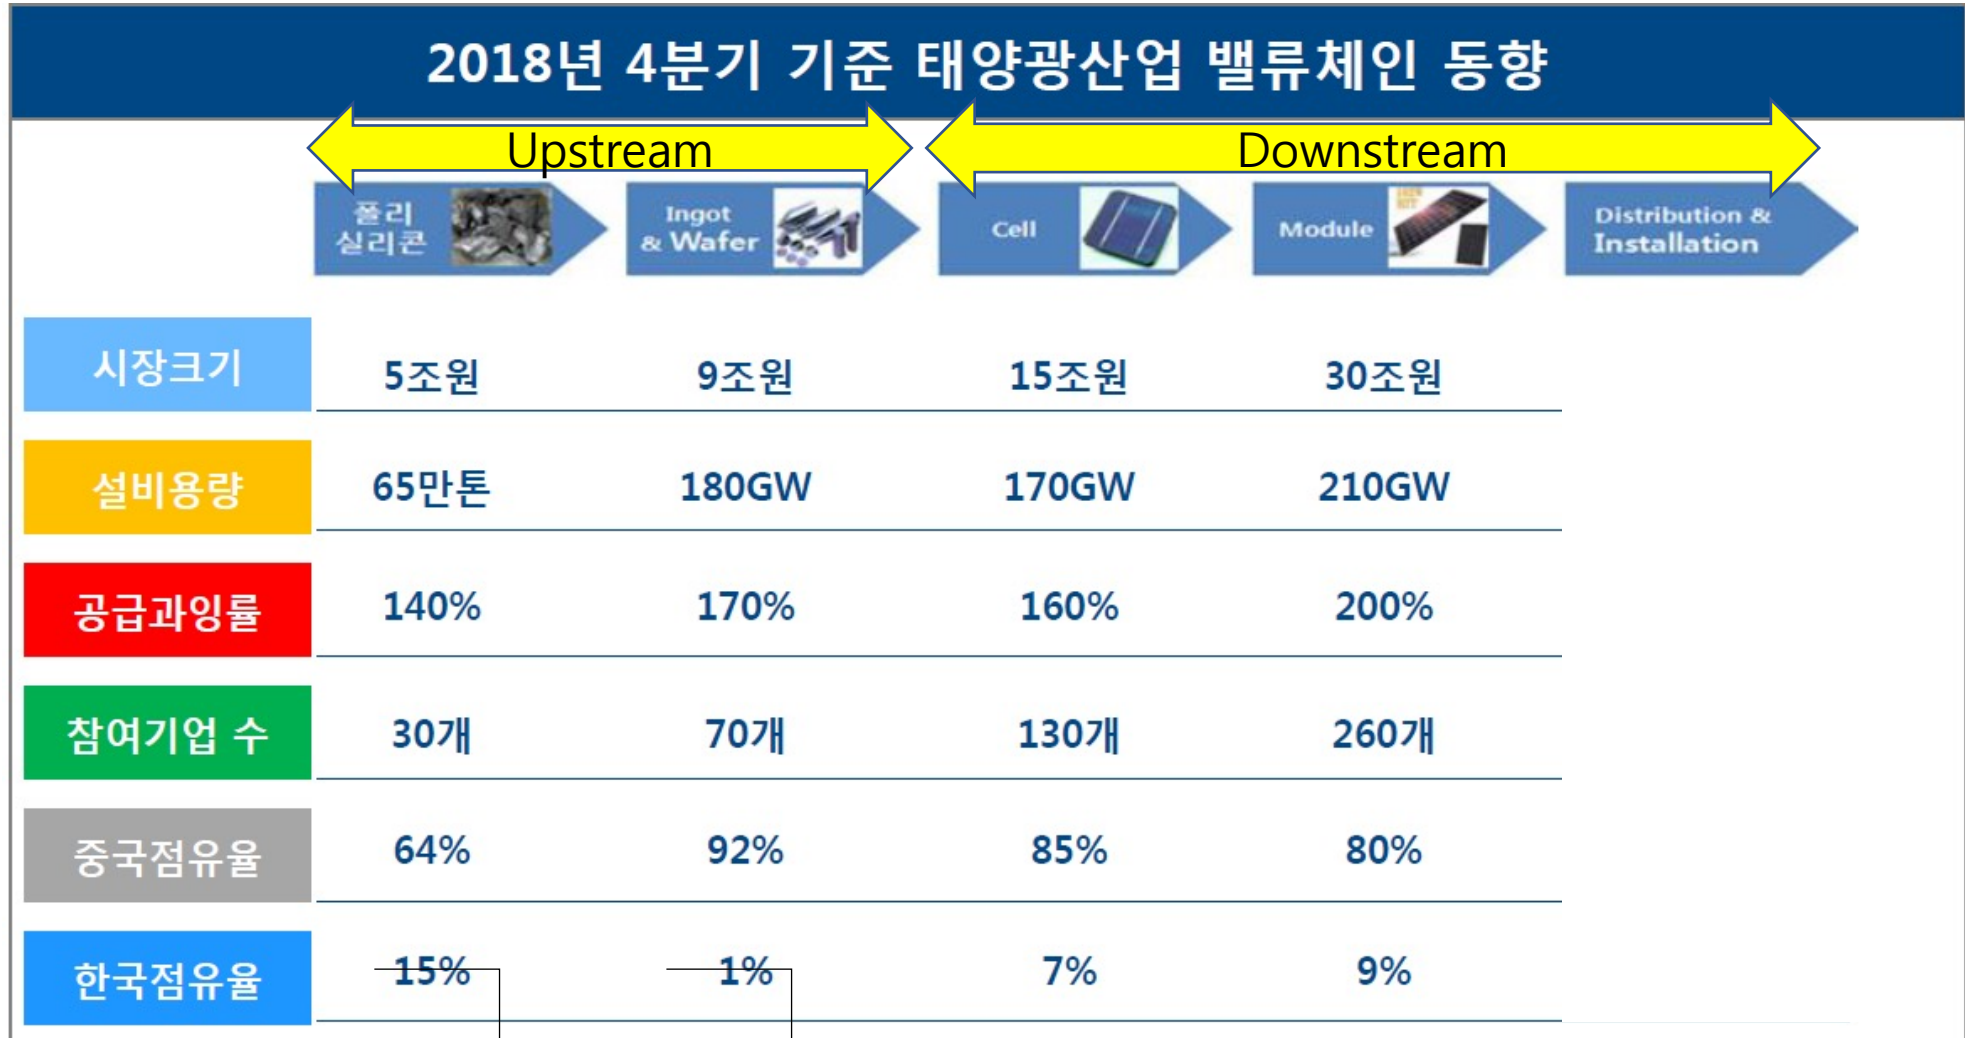 2018년 4분기 기준 태양광산업 밸류체인 동향
Upstream Downstream
폴리
실리콘
Ingot
& Wafer
Cell
Module
Distribution &
Installation
시장크기 5조원 9조원 15조원 30조원
설비용량 65만톤 180GW 170GW 210GW
공급과잉률 140% 170% 160% 200%
참여기업 수 30개 70개 130개 260개
중국점유율 64% 92% 85% 80%
한국점유율 15% 1% 7% 9%